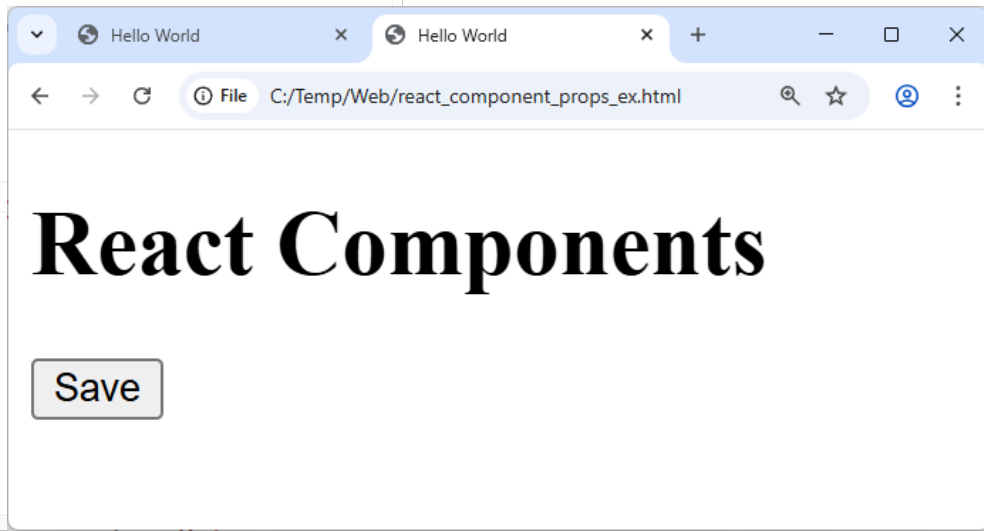 Hello World
Hello World
File C:/Temp/Web/react_component_props_ex.html
React Components
Save